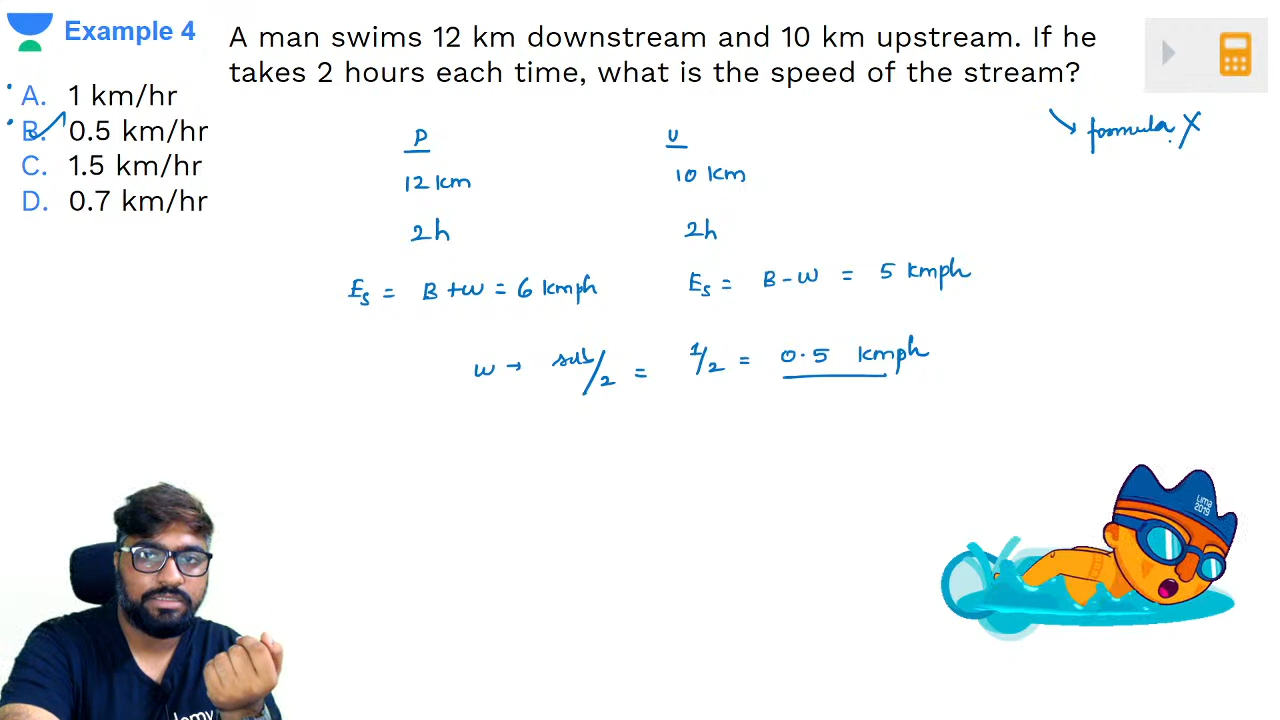 Example 4
A man swims 12 km downstream and 10 km upstream. If he
takes 2 hours each time, what is the speed of the stream?
A. 1 km/hr
B. 0.5 km/hr
C. 1.5 km/hr
D. 0.7 km/hr
formula X
D U
12 km 10 km
2h 2h
Es = B+W = 6 kmph Es = B-W = 5 kmph
W → sub/2 = 1/2 = 0.5 kmph
Lima
2019